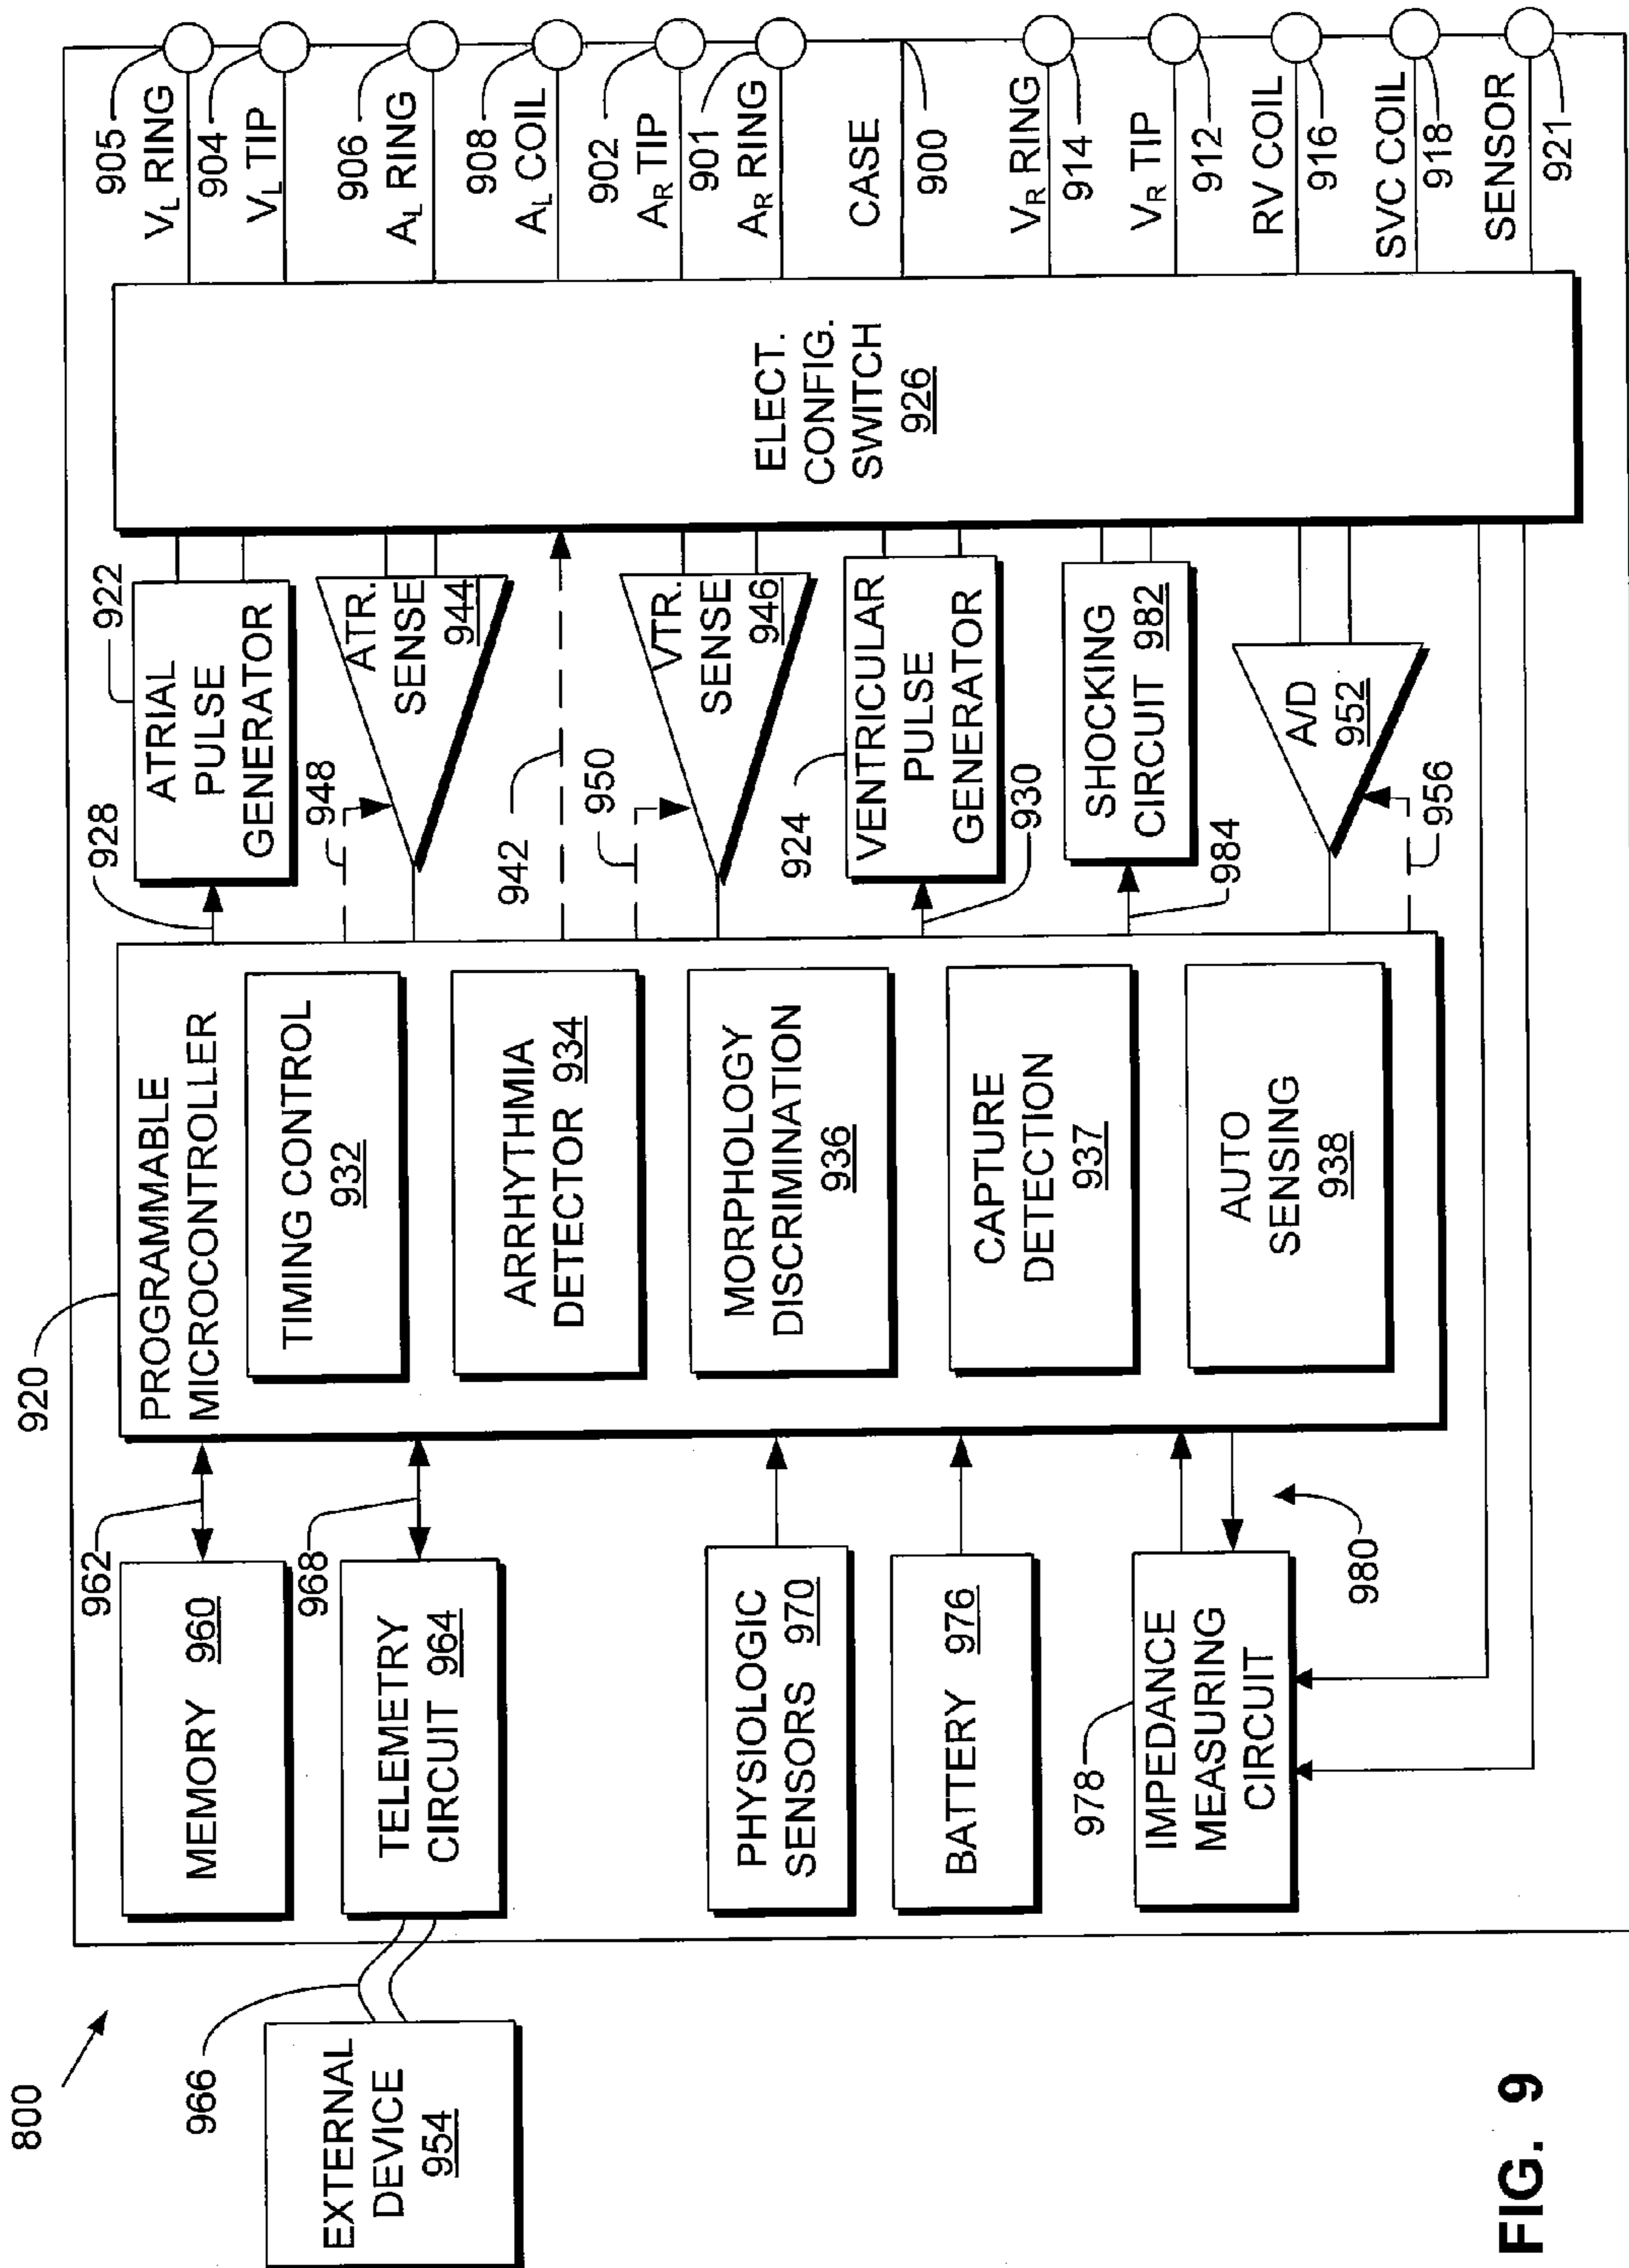 800
966
EXTERNAL
DEVICE
954
920
962
MEMORY 960
968
TELEMETRY
CIRCUIT 964
PHYSIOLOGIC
SENSORS 970
BATTERY 976
978
IMPEDANCE
MEASURING
CIRCUIT
980
PROGRAMMABLE
MICROCONTROLLER
TIMING CONTROL
932
ARRHYTHMIA
DETECTOR 934
MORPHOLOGY
DISCRIMINATION
936
CAPTURE
DETECTION
937
AUTO
SENSING
938
928
922
ATRIAL
PULSE
GENERATOR
948
ATR.
SENSE
944
942
950
VTR.
SENSE
946
924
VENTRICULAR
PULSE
GENERATOR
930
SHOCKING
CIRCUIT 982
984
A/D
952
956
ELECT.
CONFIG.
SWITCH
926
905
VL RING
904
VL TIP
906
AL RING
908
AL COIL
902
AR TIP
901
AR RING
CASE
900
VR RING
914
VR TIP
912
RV COIL
916
SVC COIL
918
SENSOR
921
FIG. 9